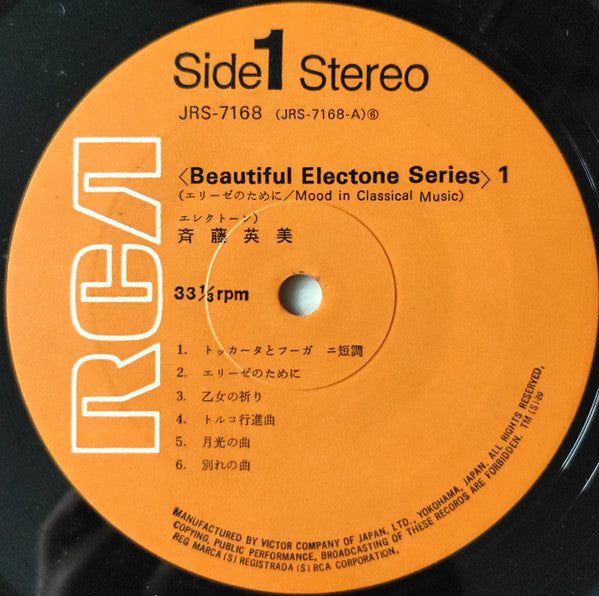 Side 1 Stereo
JRS-7168 (JRS-7168-A)⑥
〈Beautiful Electone Series〉1
(エリーゼのために/Mood in Classical Music)
エレクトーン)
斉藤英美
33 1/3 rpm
1. トッカータとフーガ ニ短調
2. エリーゼのために
3. 乙女の祈り
4. トルコ行進曲
5. 月光の曲
6. 別れの曲
RCA
MANUFACTURED BY VICTOR COMPANY OF JAPAN, LTD., YOKOHAMA, JAPAN. ALL RIGHTS RESERVED.
COPYING, PUBLIC PERFORMANCE, BROADCASTING OF THESE RECORDS ARE FORBIDDEN. TM(S)®
REG MARCA(S) REGISTRADA(S) RCA CORPORATION.